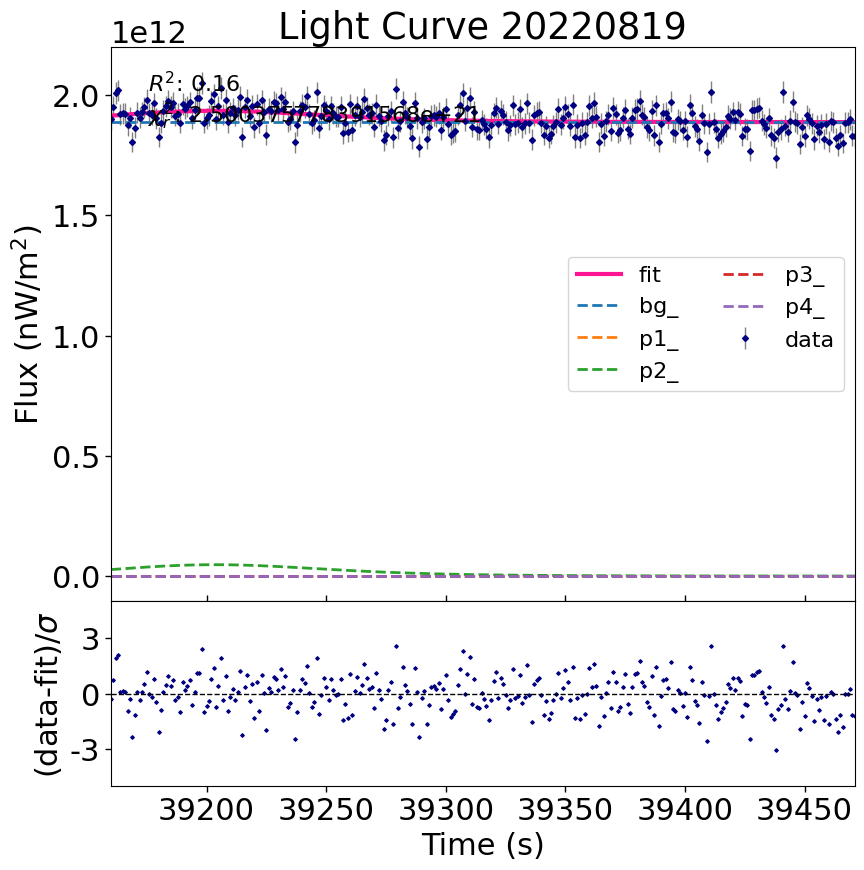 Light Curve 20220819
1e12
R²: 0.16
2.0
1.5
1.0
0.5
0.0
Flux (nW/m²)
fit
bg_
p1_
p2_
p3_
p4_
data
3
0
-3
(data-fit)/σ
39200 39250 39300 39350 39400 39450
Time (s)